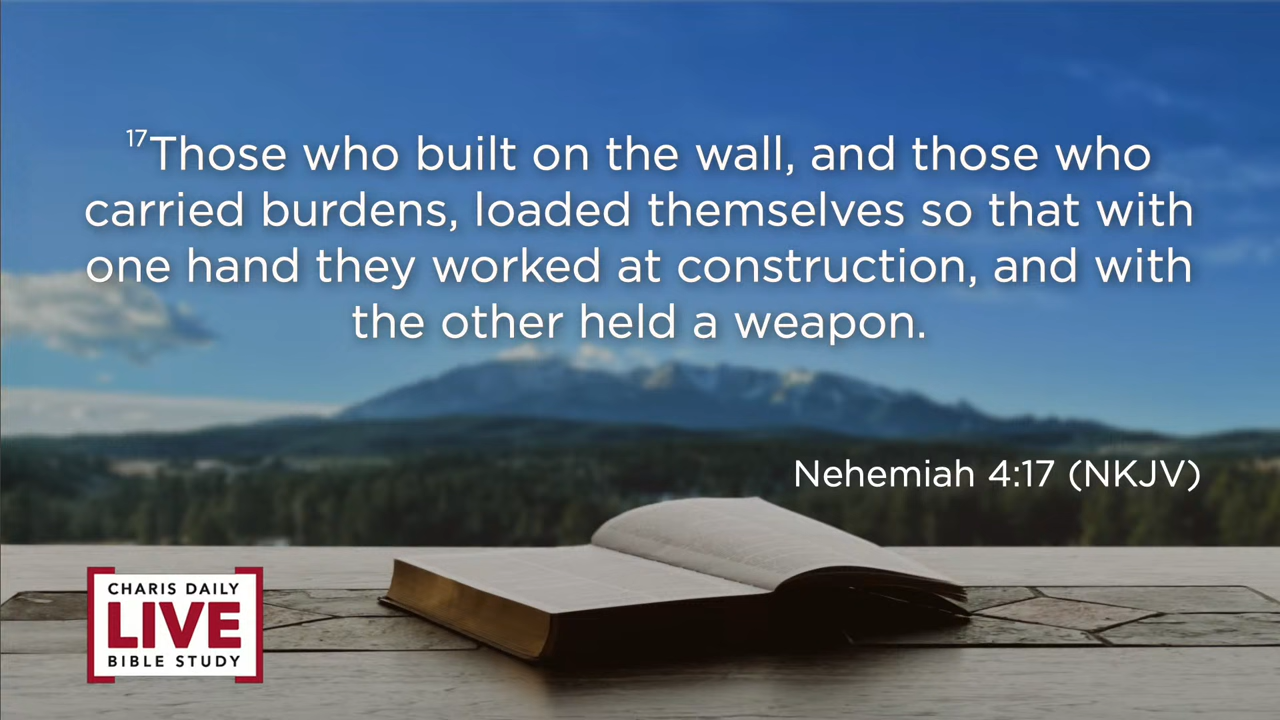 17Those who built on the wall, and those who
carried burdens, loaded themselves so that with
one hand they worked at construction, and with
the other held a weapon.
Nehemiah 4:17 (NKJV)
CHARIS DAILY
LIVE
BIBLE STUDY